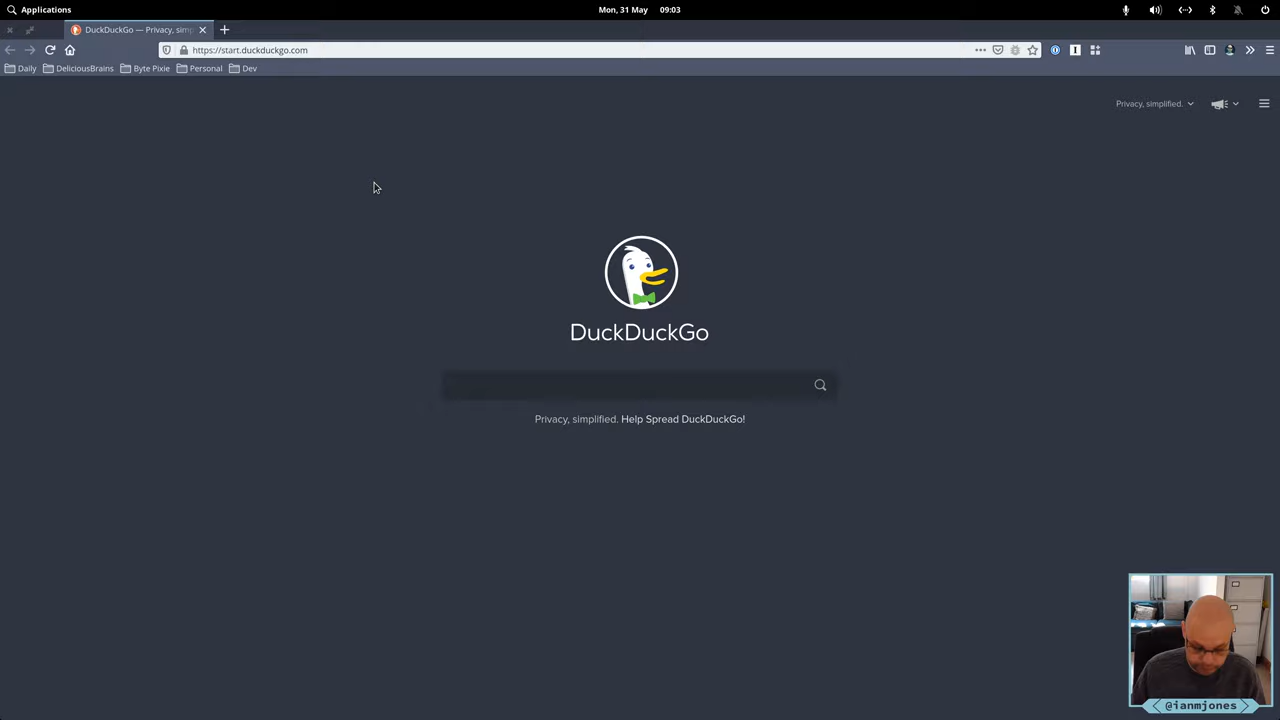 Applications
Mon, 31 May 09:03
DuckDuckGo — Privacy, simp
https://start.duckduckgo.com
Daily DeliciousBrains Byte Pixie Personal Dev
Privacy, simplified.
DuckDuckGo
Privacy, simplified. Help Spread DuckDuckGo!
@ianmjones